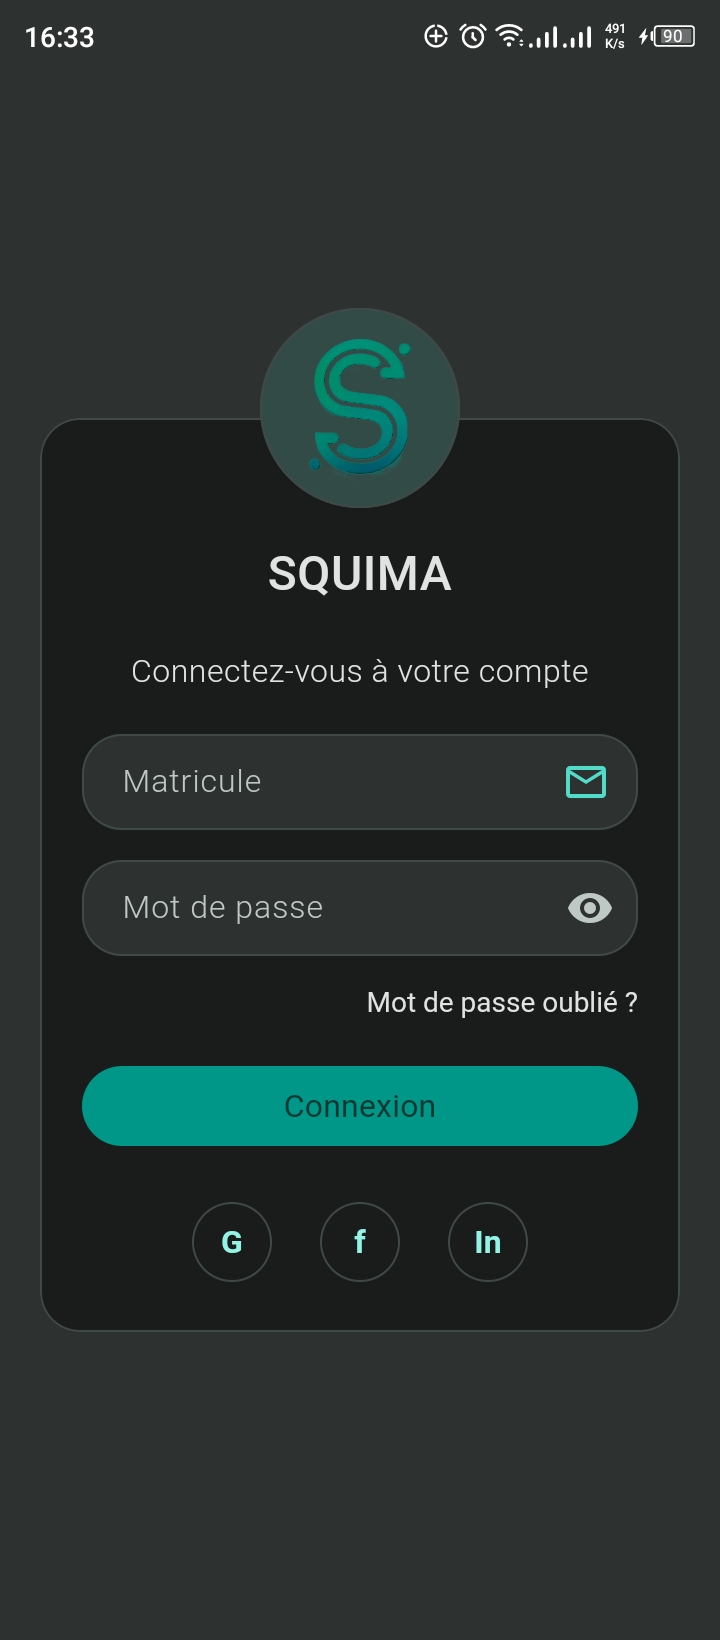 16:33
491
K/s
90
S
SQUIMA
Connectez-vous à votre compte
Matricule
Mot de passe
Mot de passe oublié ?
Connexion
G f In